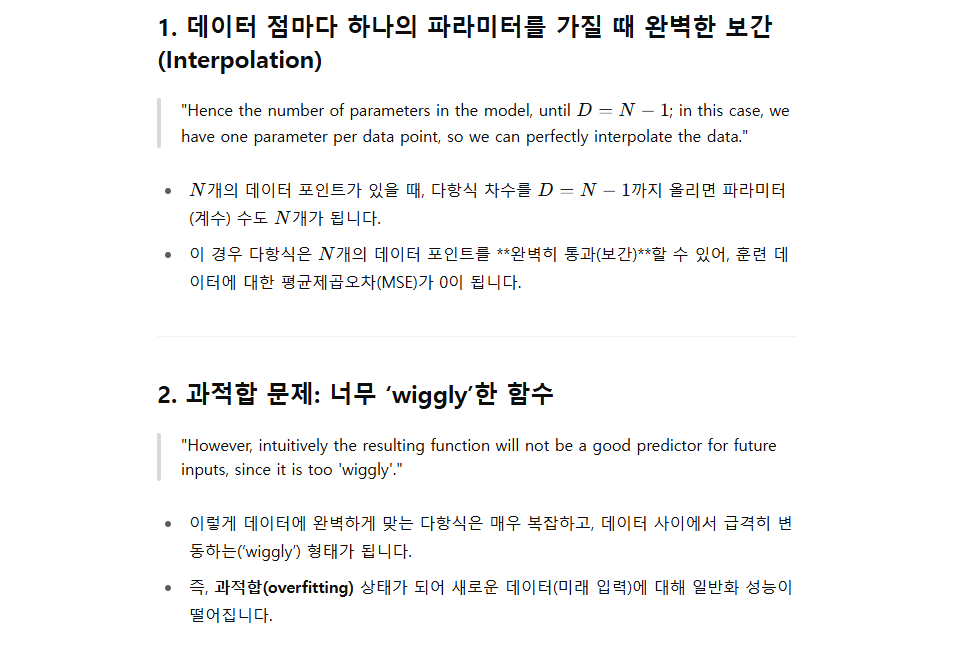 1. 데이터 점마다 하나의 파라미터를 가질 때 완벽한 보간
(Interpolation)
"Hence the number of parameters in the model, until D = N − 1; in this case, we
have one parameter per data point, so we can perfectly interpolate the data."
• N개의 데이터 포인트가 있을 때, 다항식 차수를 D = N − 1까지 올리면 파라미터
(계수) 수도 N개가 됩니다.
• 이 경우 다항식은 N개의 데이터 포인트를 **완벽히 통과(보간)**할 수 있어, 훈련 데
이터에 대한 평균제곱오차(MSE)가 0이 됩니다.
2. 과적합 문제: 너무 ‘wiggly’한 함수
"However, intuitively the resulting function will not be a good predictor for future
inputs, since it is too 'wiggly'."
• 이렇게 데이터에 완벽하게 맞는 다항식은 매우 복잡하고, 데이터 사이에서 급격히 변
동하는(‘wiggly’) 형태가 됩니다.
• 즉, 과적합(overfitting) 상태가 되어 새로운 데이터(미래 입력)에 대해 일반화 성능이
떨어집니다.